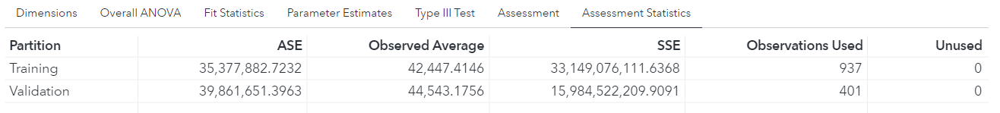 Dimensions Overall ANOVA Fit Statistics Parameter Estimates Type III Test Assessment Assessment Statistics
Partition ASE Observed Average SSE Observations Used Unused
Training 35,377,882.7232 42,447.4146 33,149,076,111.6368 937 0
Validation 39,861,651.3963 44,543.1756 15,984,522,209.9091 401 0